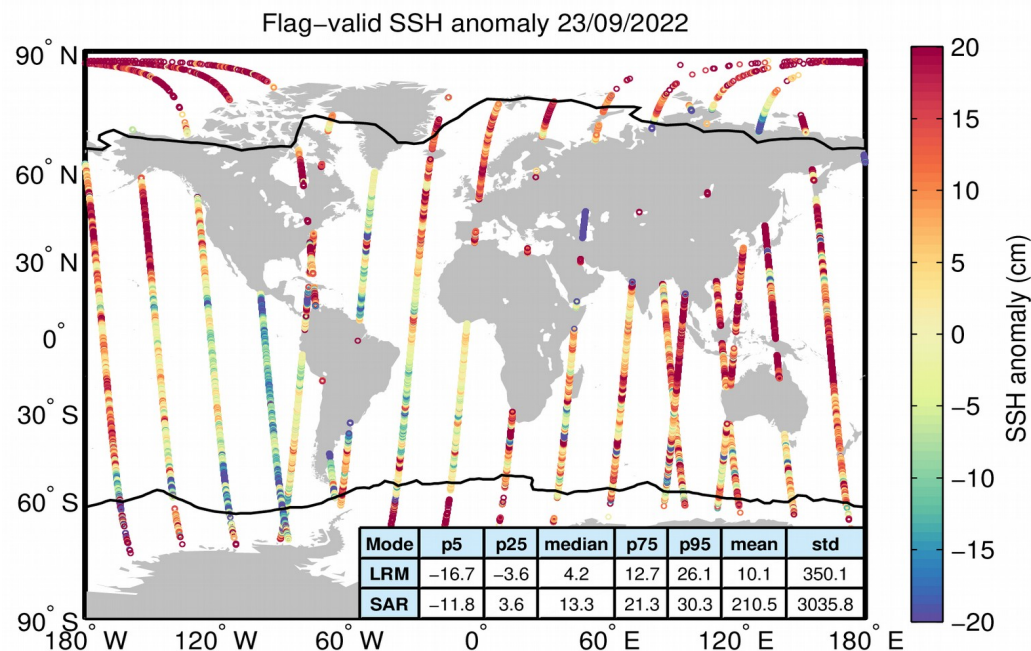 Flag−valid SSH anomaly 23/09/2022
90° N
60° N
30° N
0°
30° S
60° S
90° S
180° W 120° W 60° W 0° 60° E 120° E 180° E
Mode p5 p25 median p75 p95 mean std
LRM −16.7 −3.6 4.2 12.7 26.1 10.1 350.1
SAR −11.8 3.6 13.3 21.3 30.3 210.5 3035.8
20
15
10
5
0
−5
−10
−15
−20
SSH anomaly (cm)